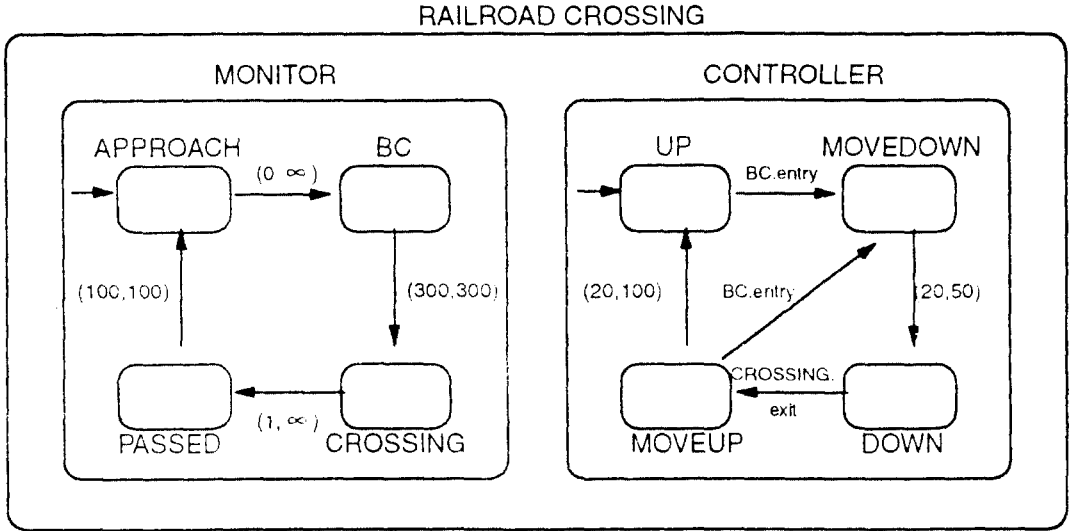 RAILROAD CROSSING
MONITOR
CONTROLLER
APPROACH
BC
UP
MOVEDOWN
(0 ∞)
BC.entry
(100,100)
(300,300)
(20,100)
BC.entry
(20,50)
CROSSING.
exit
(1, ∞)
PASSED
CROSSING
MOVEUP
DOWN